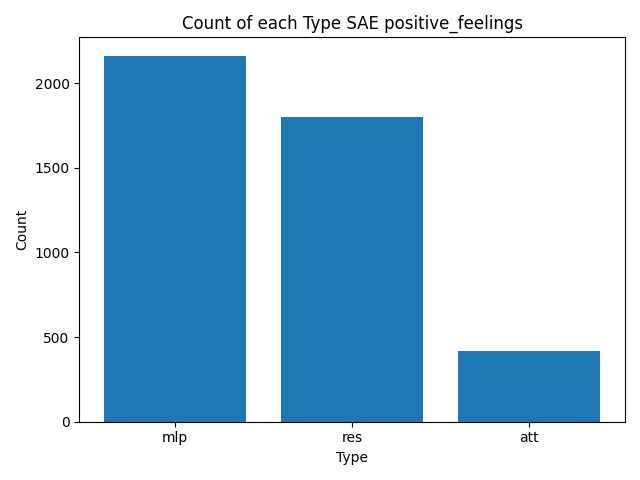 Count of each Type SAE positive_feelings
2000
1500
1000
500
0
Count
mlp
res
att
Type